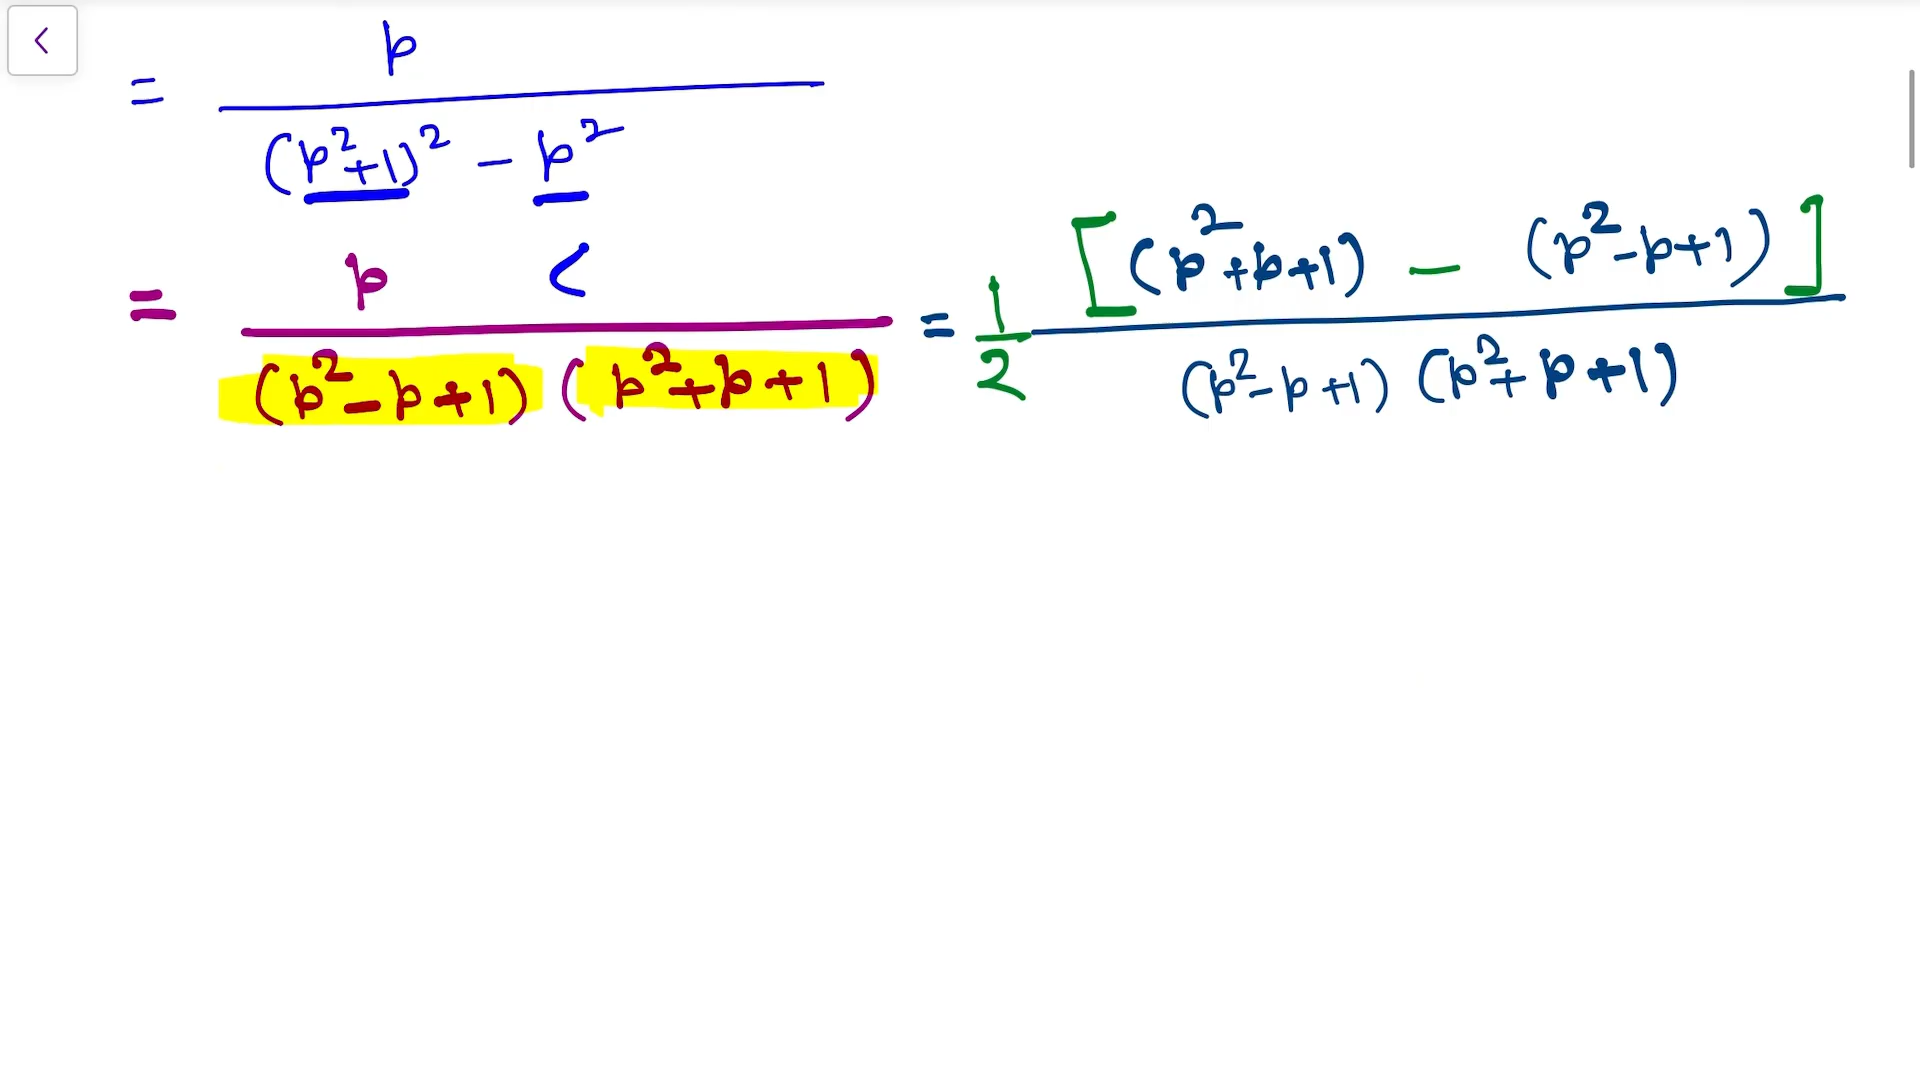 = p / ((p²+1)² − p²)
p <
= p / ((p²−p+1)(p²+p+1)) = 1/2 [(p²+p+1) − (p²−p+1)] / ((p²−p+1)(p²+p+1))